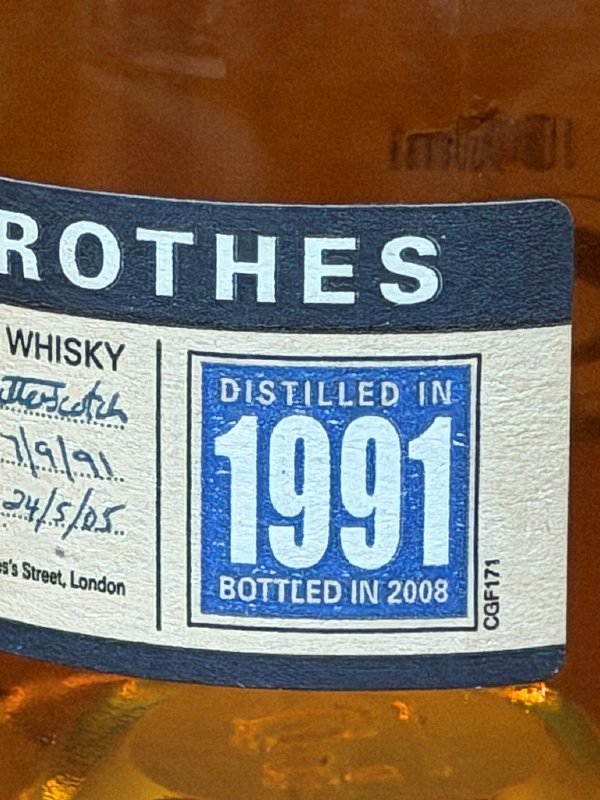 ROTHES
WHISKY
tterscotch
7/9/91
24/5/05
's Street, London
DISTILLED IN
1991
BOTTLED IN 2008
CGF171